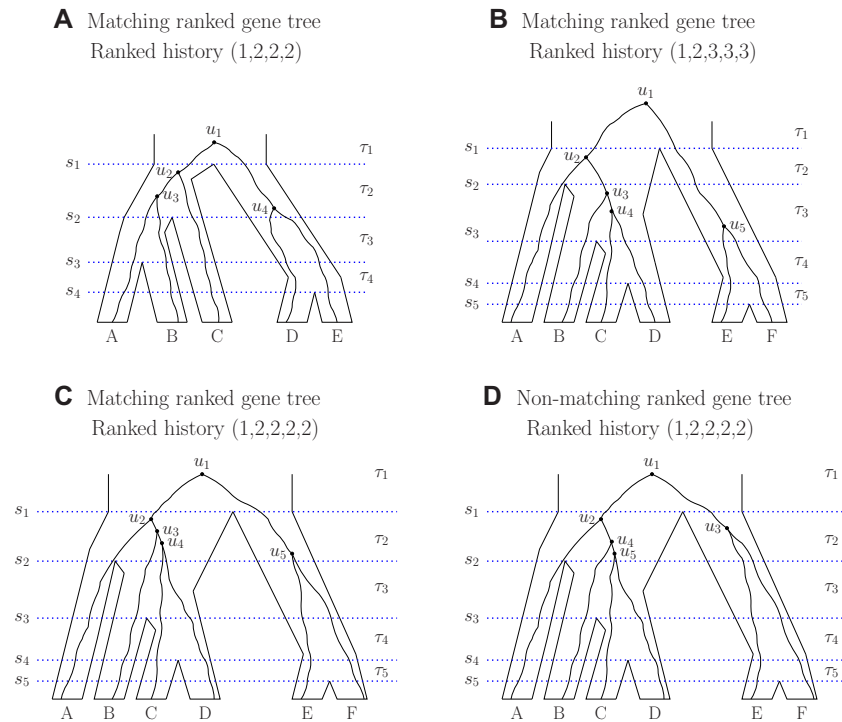 A Matching ranked gene tree
Ranked history (1,2,2,2)
u₁
τ₁
s₁
u₂
τ₂
u₃
u₄
s₂
τ₃
s₃
τ₄
s₄
A B C D E
B Matching ranked gene tree
Ranked history (1,2,3,3,3)
u₁
τ₁
s₁
u₂
τ₂
s₂
u₃
τ₃
u₄
u₅
s₃
τ₄
s₄
τ₅
s₅
A B C D E F
C Matching ranked gene tree
Ranked history (1,2,2,2,2)
u₁
τ₁
s₁
u₂
u₃
τ₂
u₄
u₅
s₂
τ₃
s₃
τ₄
s₄
τ₅
s₅
A B C D E F
D Non-matching ranked gene tree
Ranked history (1,2,2,2,2)
u₁
τ₁
s₁
u₂
u₃
τ₂
u₄
u₅
s₂
τ₃
s₃
τ₄
s₄
τ₅
s₅
A B C D E F